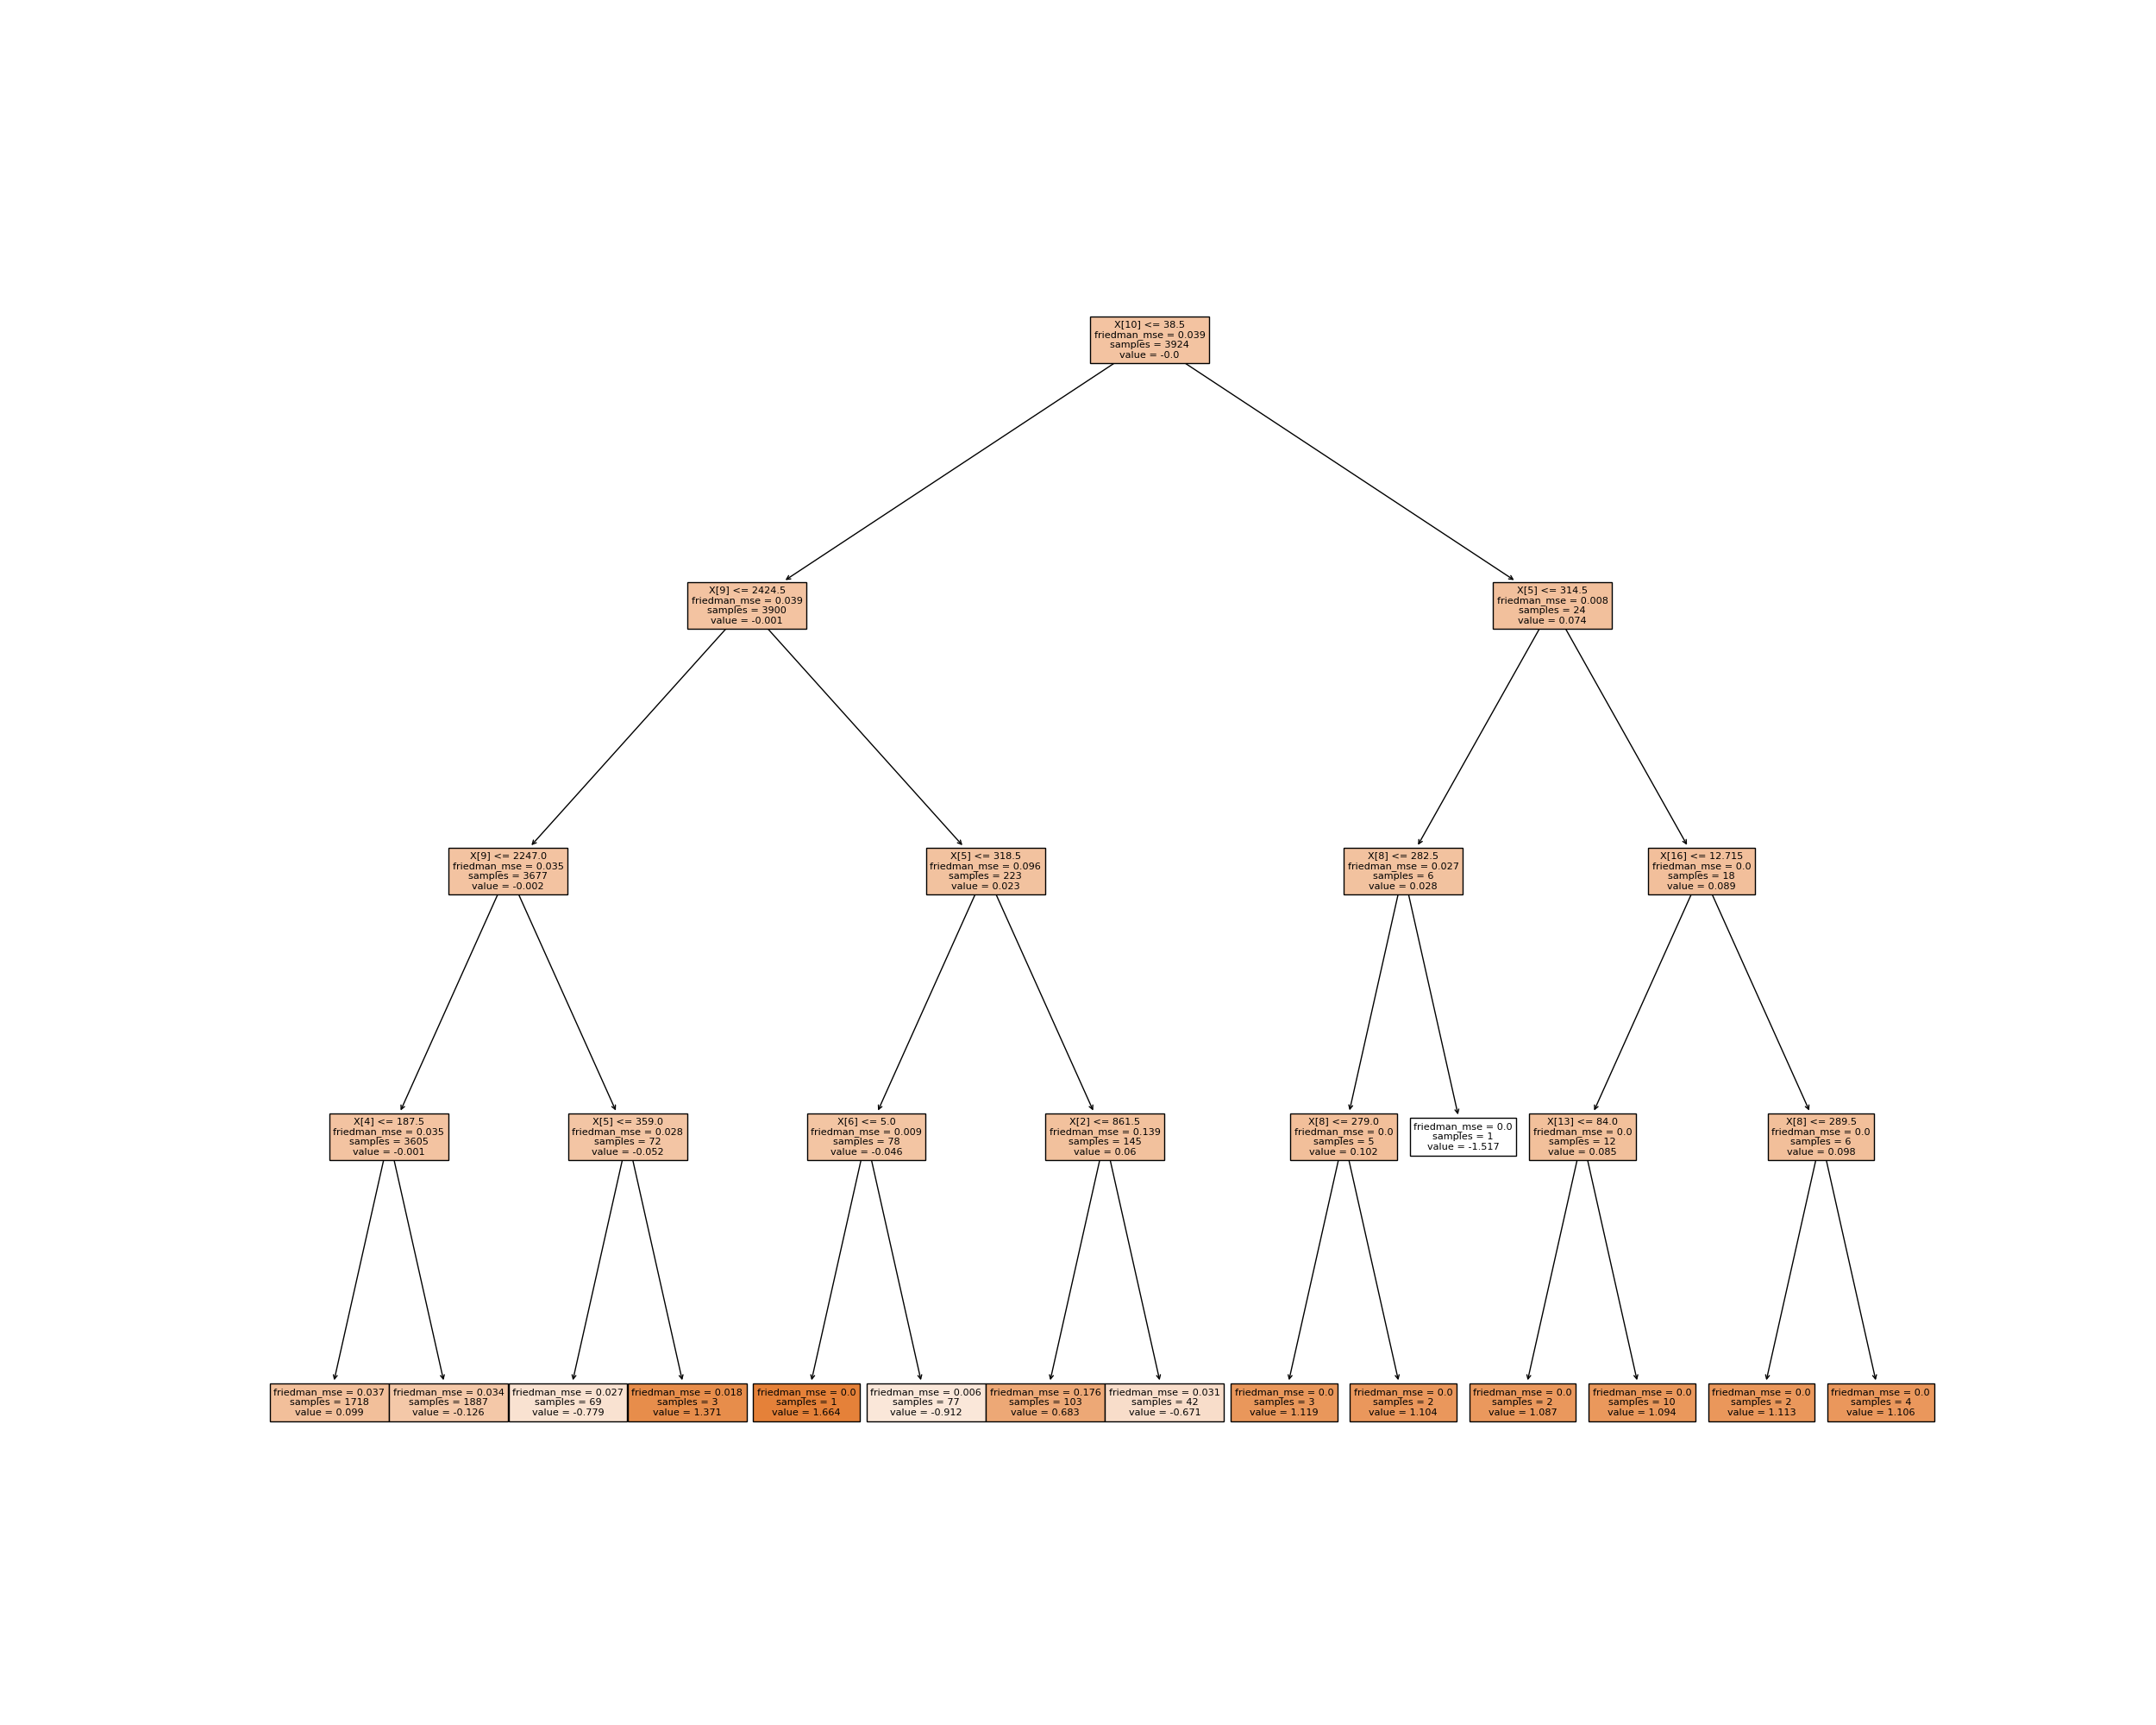 X[10] <= 38.5
friedman_mse = 0.039
samples = 3924
value = -0.0
X[9] <= 2424.5
friedman_mse = 0.039
samples = 3900
value = -0.001
X[5] <= 314.5
friedman_mse = 0.008
samples = 24
value = 0.074
X[9] <= 2247.0
friedman_mse = 0.035
samples = 3677
value = -0.002
X[5] <= 318.5
friedman_mse = 0.096
samples = 223
value = 0.023
X[8] <= 282.5
friedman_mse = 0.027
samples = 6
value = 0.028
X[16] <= 12.715
friedman_mse = 0.0
samples = 18
value = 0.089
X[4] <= 187.5
friedman_mse = 0.035
samples = 3605
value = -0.001
X[5] <= 359.0
friedman_mse = 0.028
samples = 72
value = -0.052
X[6] <= 5.0
friedman_mse = 0.009
samples = 78
value = -0.046
X[2] <= 861.5
friedman_mse = 0.139
samples = 145
value = 0.06
X[8] <= 279.0
friedman_mse = 0.0
samples = 5
value = 0.102
friedman_mse = 0.0
samples = 1
value = -1.517
X[13] <= 84.0
friedman_mse = 0.0
samples = 12
value = 0.085
X[8] <= 289.5
friedman_mse = 0.0
samples = 6
value = 0.098
friedman_mse = 0.037
samples = 1718
value = 0.099
friedman_mse = 0.034
samples = 1887
value = -0.126
friedman_mse = 0.027
samples = 69
value = -0.779
friedman_mse = 0.018
samples = 3
value = 1.371
friedman_mse = 0.0
samples = 1
value = 1.664
friedman_mse = 0.006
samples = 77
value = -0.912
friedman_mse = 0.176
samples = 103
value = 0.683
friedman_mse = 0.031
samples = 42
value = -0.671
friedman_mse = 0.0
samples = 3
value = 1.119
friedman_mse = 0.0
samples = 2
value = 1.104
friedman_mse = 0.0
samples = 2
value = 1.087
friedman_mse = 0.0
samples = 10
value = 1.094
friedman_mse = 0.0
samples = 2
value = 1.113
friedman_mse = 0.0
samples = 4
value = 1.106